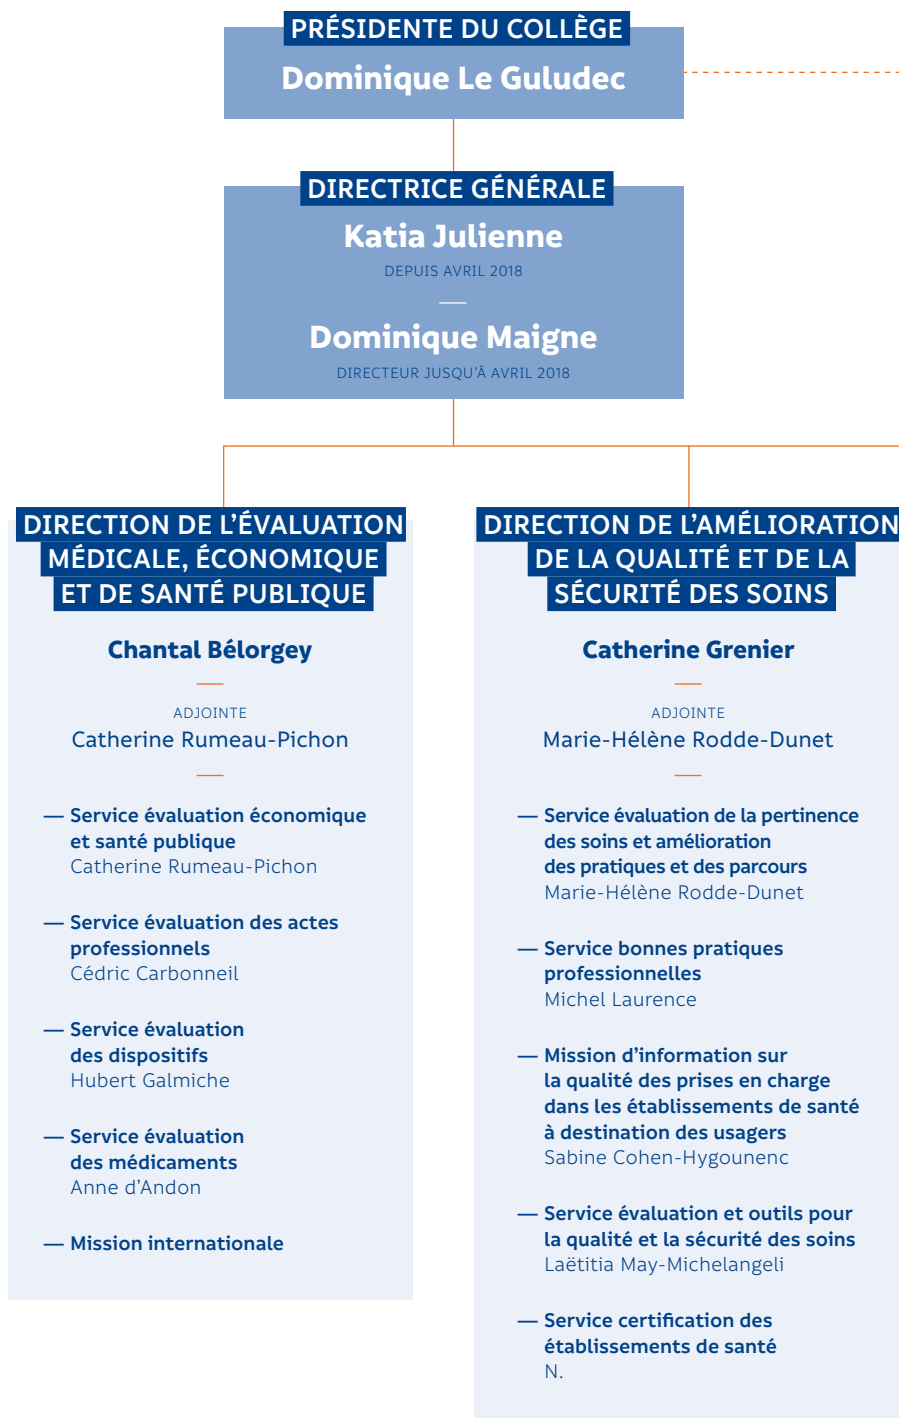 PRÉSIDENTE DU COLLÈGE
Dominique Le Guludec
DIRECTRICE GÉNÉRALE
Katia Julienne
DEPUIS AVRIL 2018
Dominique Maigne
DIRECTEUR JUSQU’À AVRIL 2018
DIRECTION DE L’ÉVALUATION
MÉDICALE, ÉCONOMIQUE
ET DE SANTÉ PUBLIQUE
Chantal Bélorgey
ADJOINTE
Catherine Rumeau-Pichon
— Service évaluation économique
et santé publique
Catherine Rumeau-Pichon
— Service évaluation des actes
professionnels
Cédric Carbonneil
— Service évaluation
des dispositifs
Hubert Galmiche
— Service évaluation
des médicaments
Anne d’Andon
— Mission internationale
DIRECTION DE L’AMÉLIORATION
DE LA QUALITÉ ET DE LA
SÉCURITÉ DES SOINS
Catherine Grenier
ADJOINTE
Marie-Hélène Rodde-Dunet
— Service évaluation de la pertinence
des soins et amélioration
des pratiques et des parcours
Marie-Hélène Rodde-Dunet
— Service bonnes pratiques
professionnelles
Michel Laurence
— Mission d’information sur
la qualité des prises en charge
dans les établissements de santé
à destination des usagers
Sabine Cohen-Hygounenc
— Service évaluation et outils pour
la qualité et la sécurité des soins
Laëtitia May-Michelangeli
— Service certification des
établissements de santé
N.